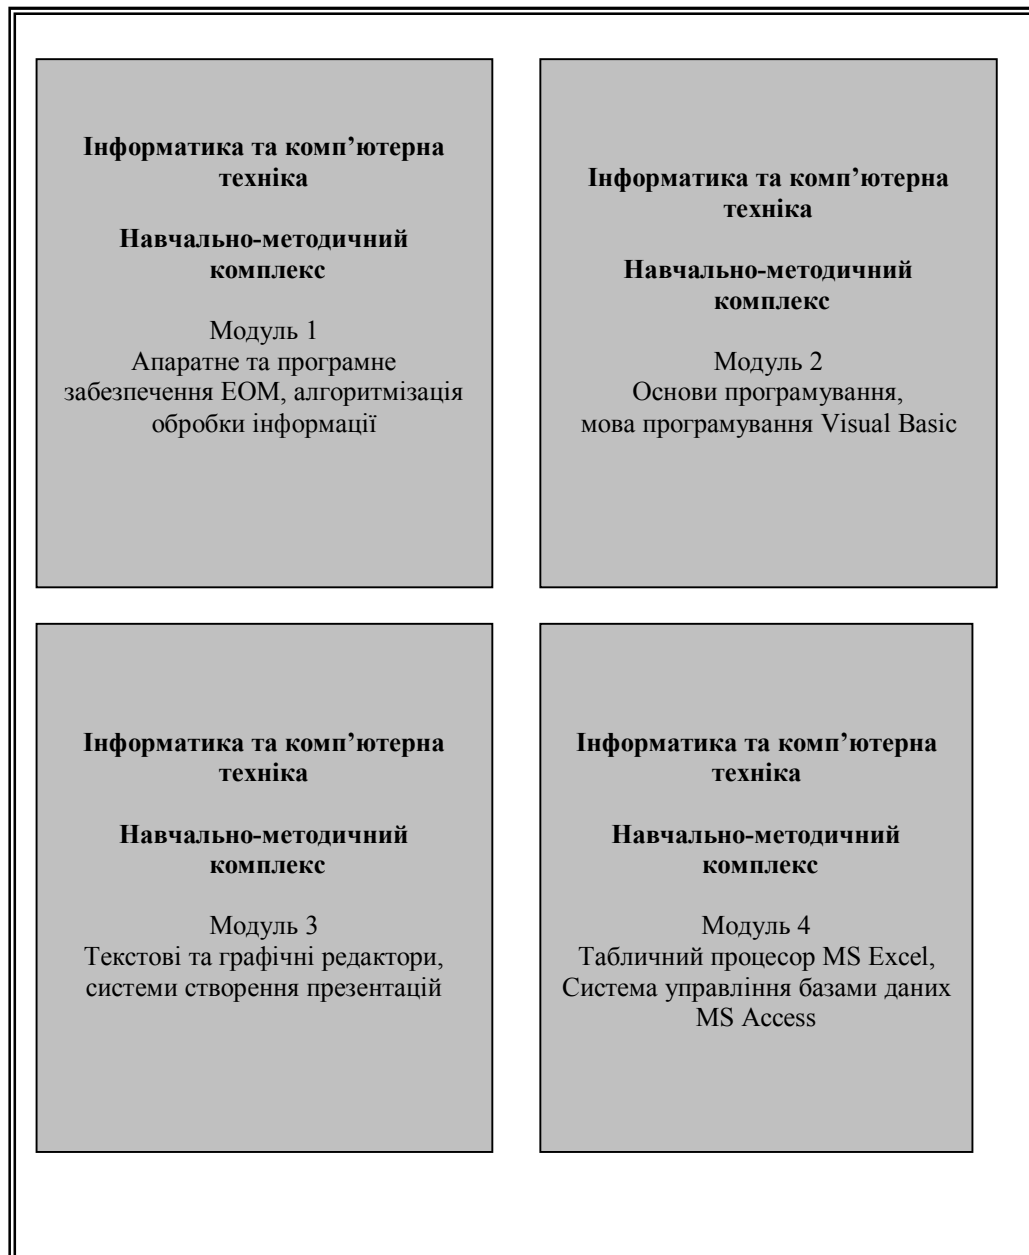 Інформатика та комп’ютерна
техніка
Навчально-методичний
комплекс
Модуль 1
Апаратне та програмне
забезпечення ЕОМ, алгоритмізація
обробки інформації
Інформатика та комп’ютерна
техніка
Навчально-методичний
комплекс
Модуль 2
Основи програмування,
мова програмування Visual Basic
Інформатика та комп’ютерна
техніка
Навчально-методичний
комплекс
Модуль 3
Текстові та графічні редактори,
системи створення презентацій
Інформатика та комп’ютерна
техніка
Навчально-методичний
комплекс
Модуль 4
Табличний процесор MS Excel,
Система управління базами даних
MS Access